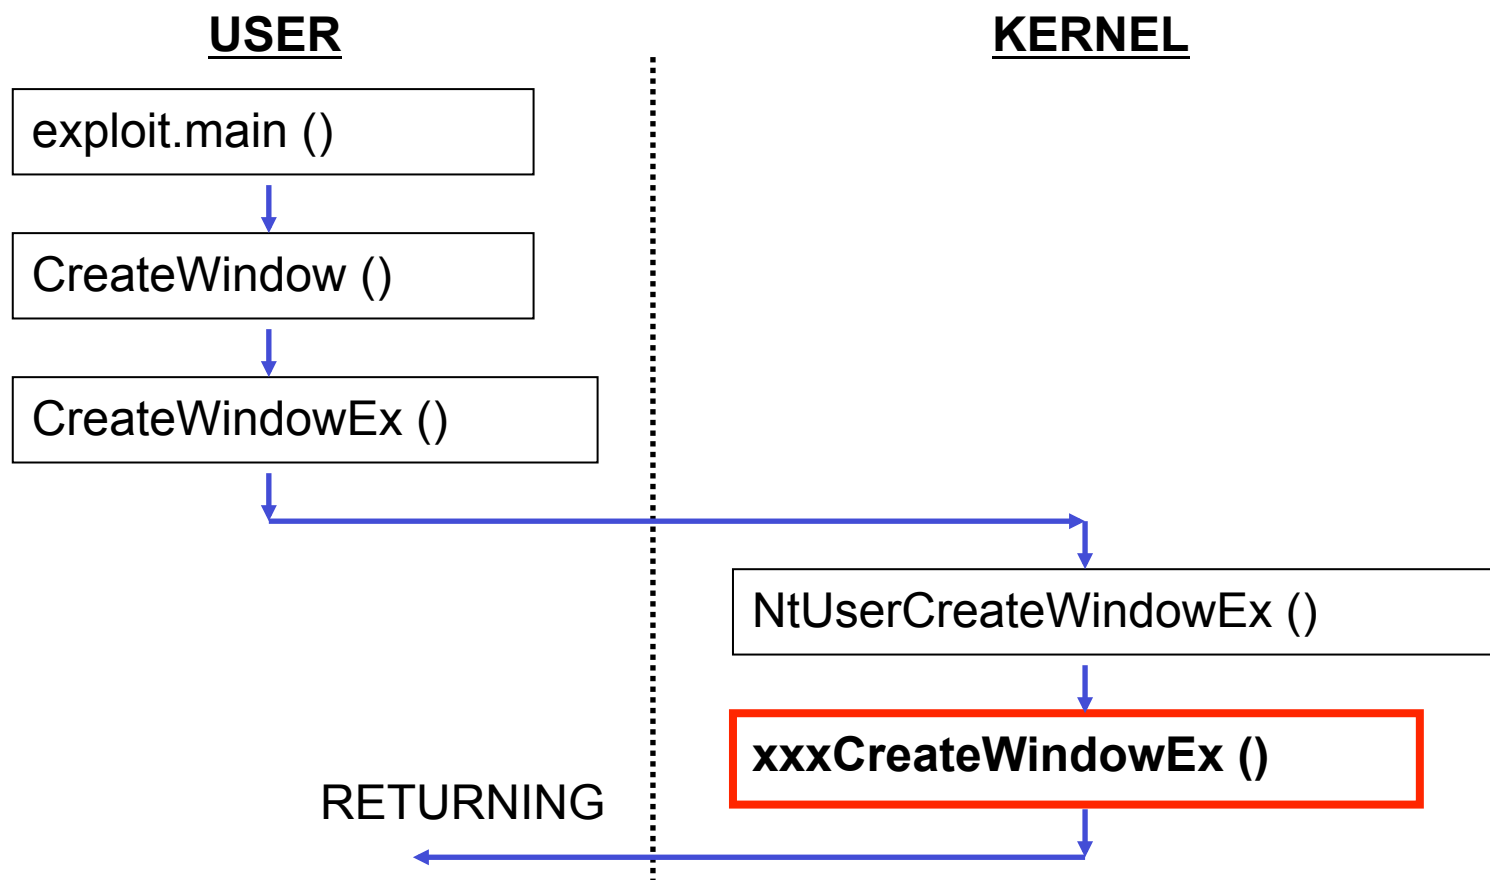 USER
KERNEL
exploit.main ()
CreateWindow ()
CreateWindowEx ()
NtUserCreateWindowEx ()
xxxCreateWindowEx ()
RETURNING